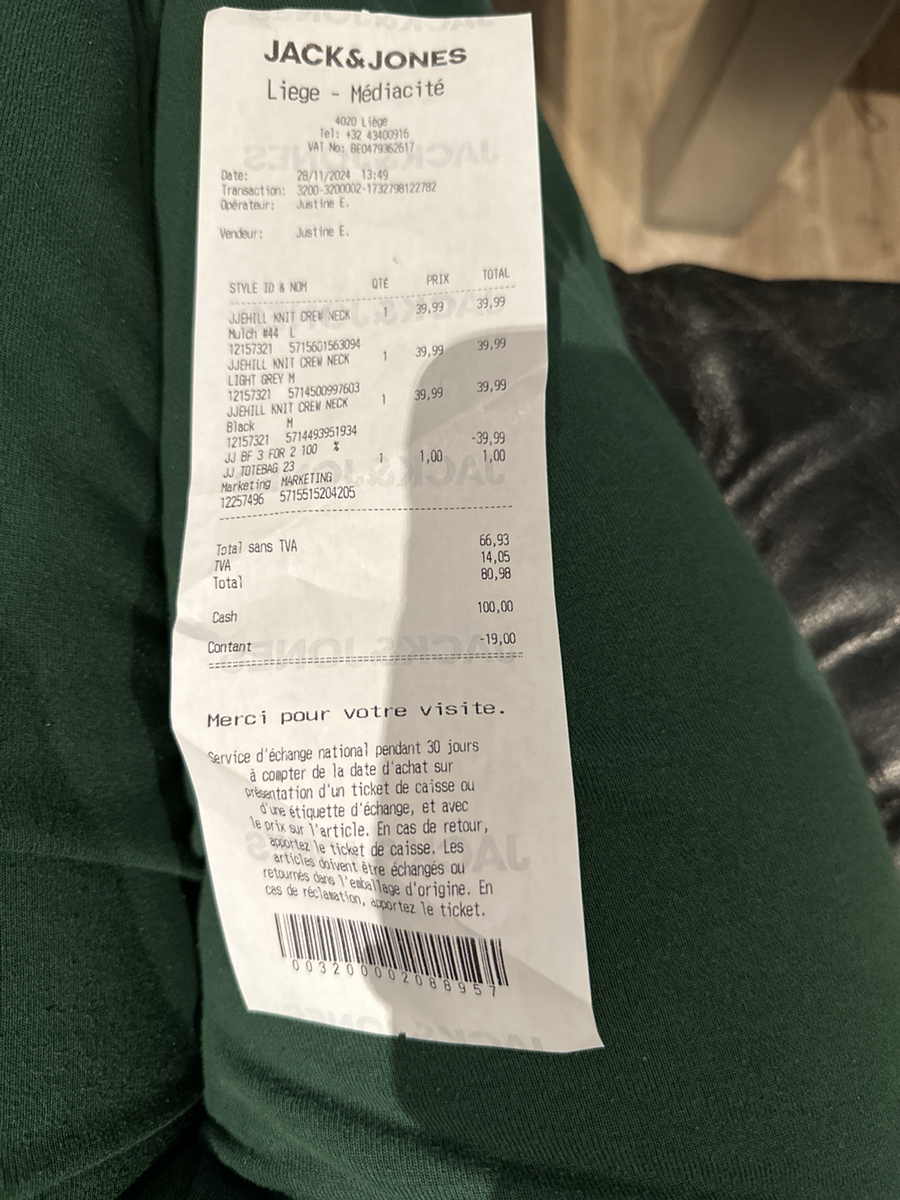 JACK&JONES
Liege - Médiacité
4020 Liège
Tel: +32 43400916
VAT No: BE0479362617
Date: 28/11/2024 13:49
Transaction: 3200-3200002-1732798122782
Opérateur: Justine E.
Vendeur: Justine E.
STYLE ID & NOM QTÉ PRIX TOTAL
JJEHILL KNIT CREW NECK 1 39,99 39,99
Mulch #44 L
12157321 5715601563094
JJEHILL KNIT CREW NECK 1 39,99 39,99
LIGHT GREY M
12157321 5714500997603
JJEHILL KNIT CREW NECK 1 39,99 39,99
Black M
12157321 5714493951934
JJ BF 3 FOR 2 100 % -39,99
JJ TOTEBAG 23 1 1,00 1,00
Marketing MARKETING
12257496 5715515204205
Total sans TVA 66,93
TVA 14,05
Total 80,98
Cash 100,00
Contant -19,00
Merci pour votre visite.
Service d'échange national pendant 30 jours
à compter de la date d'achat sur
présentation d'un ticket de caisse ou
d'une étiquette d'échange, et avec
le prix sur l'article. En cas de retour,
apportez le ticket de caisse. Les
articles doivent être échangés ou
retournés dans l'emballage d'origine. En
cas de réclamation, apportez le ticket.
003200002088957